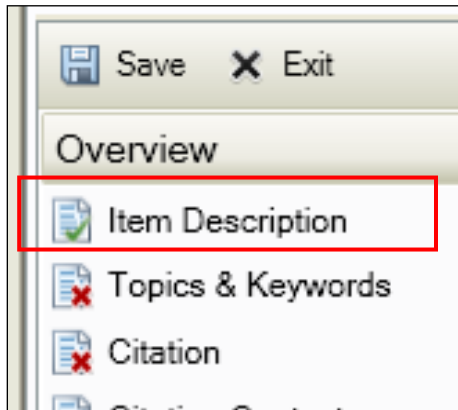 Save Exit
Overview
Item Description
Topics & Keywords
Citation